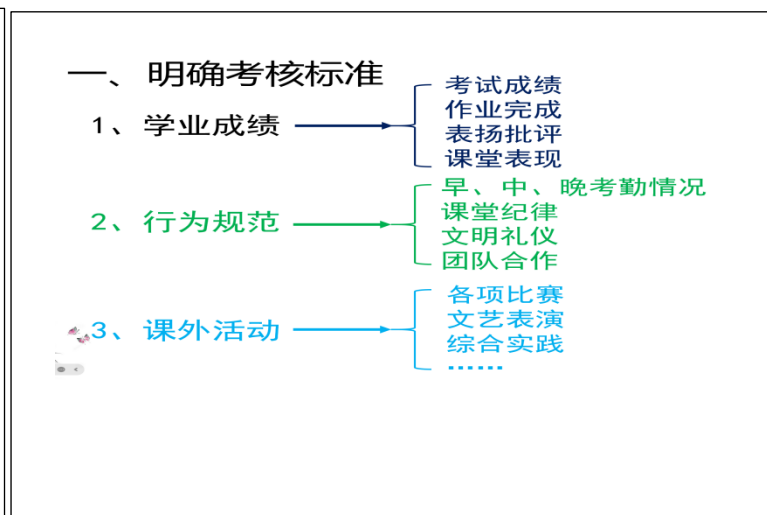 一、明确考核标准
1、学业成绩
考试成绩
作业完成
表扬批评
课堂表现
2、行为规范
早、中、晚考勤情况
课堂纪律
文明礼仪
团队合作
3、课外活动
各项比赛
文艺表演
综合实践
……